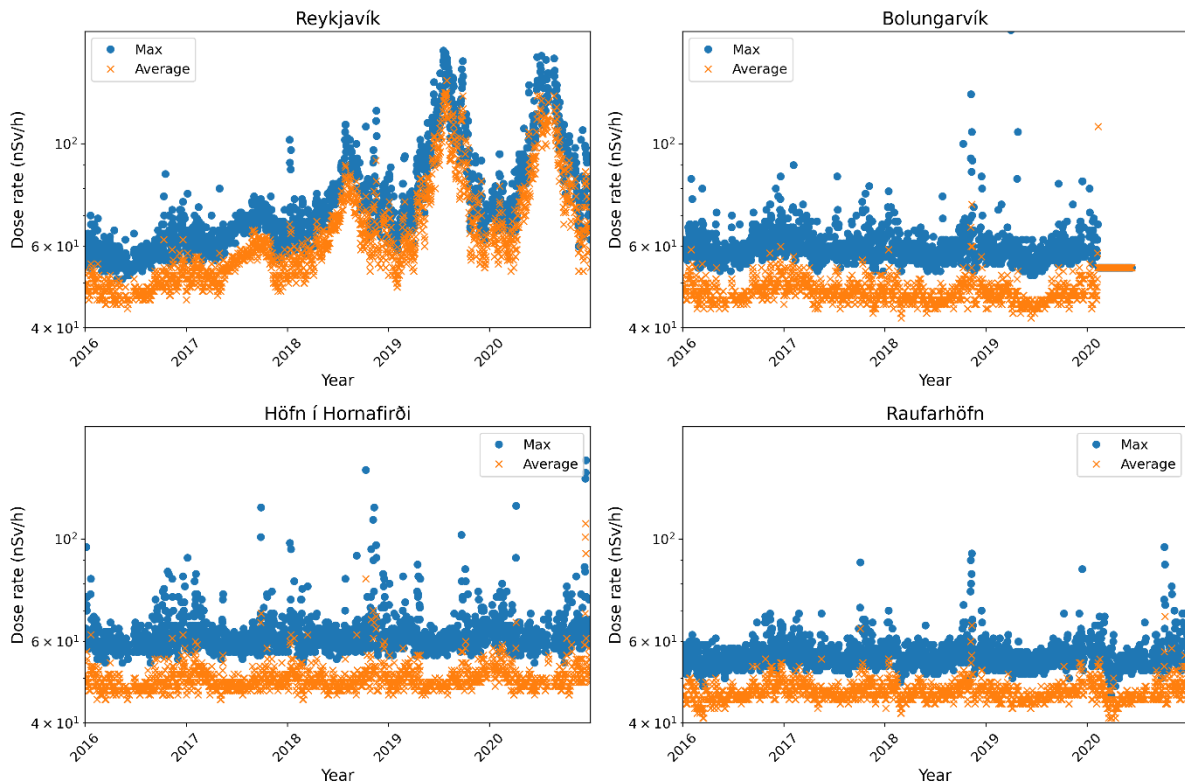 Reykjavík
Max
Average
Dose rate (nSv/h)
10²
6 × 10¹
4 × 10¹
2016
2017
2018
2019
2020
Year
Bolungarvík
Max
Average
Dose rate (nSv/h)
10²
6 × 10¹
4 × 10¹
2016
2017
2018
2019
2020
Year
Höfn í Hornafirði
Max
Average
Dose rate (nSv/h)
10²
6 × 10¹
4 × 10¹
2016
2017
2018
2019
2020
Year
Raufarhöfn
Max
Average
Dose rate (nSv/h)
10²
6 × 10¹
4 × 10¹
2016
2017
2018
2019
2020
Year